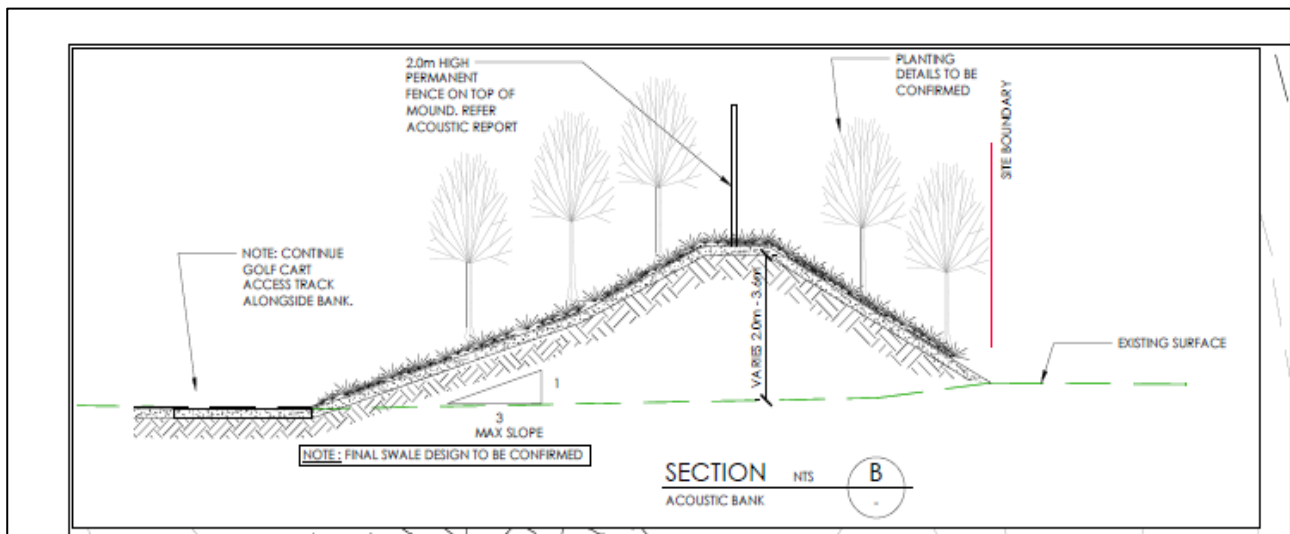 2.0m HIGH
PERMANENT
FENCE ON TOP OF
MOUND. REFER
ACOUSTIC REPORT
PLANTING
DETAILS TO BE
CONFIRMED
SITE BOUNDARY
NOTE: CONTINUE
GOLF CART
ACCESS TRACK
ALONGSIDE BANK.
VARIES 2.0m - 3.6m
EXISTING SURFACE
1
3
MAX SLOPE
NOTE : FINAL SWALE DESIGN TO BE CONFIRMED
SECTION NTS B
ACOUSTIC BANK -